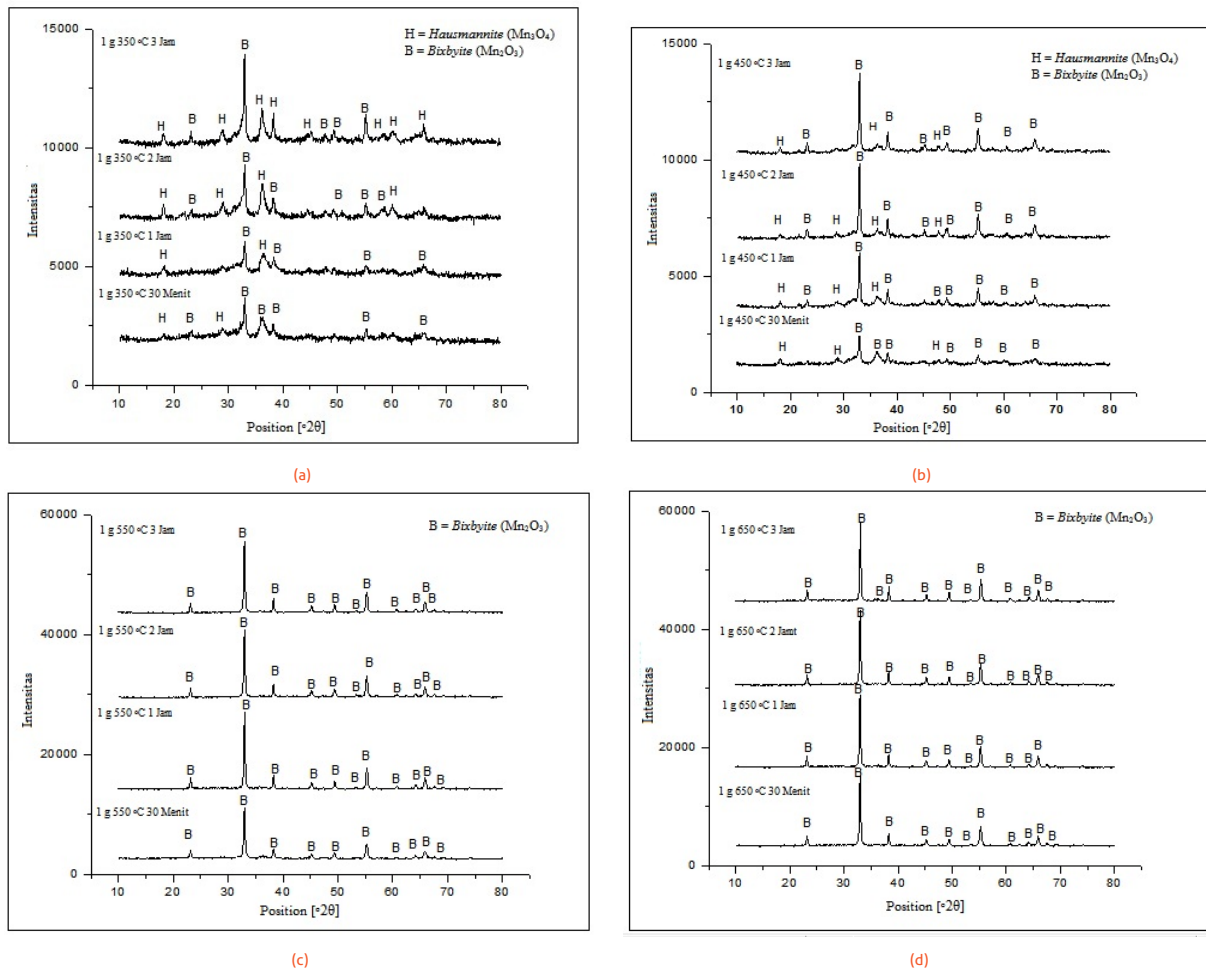 15000
1 g 350 °C 3 Jam
H = Hausmannite (Mn₃O₄)
B = Bixbyite (Mn₂O₃)
B
H B H H H H B B B H H H
10000
1 g 350 °C 2 Jam
B
H B H H B B B B H
5000
1 g 350 °C 1 Jam
B
H H B B B
1 g 350 °C 30 Menit
B
H B H B B B B
0
10 20 30 40 50 60 70 80
Position [°2θ]
Intensitas
(a)
15000
1 g 450 °C 3 Jam
H = Hausmannite (Mn₃O₄)
B = Bixbyite (Mn₂O₃)
B
H B H B B H B B B B
10000
1 g 450 °C 2 Jam
B
H B H H B B H B B B B
5000
1 g 450 °C 1 Jam
B
H B H H B B B B B B
1 g 450 °C 30 Menit
B
H H B B H B B B B
0
10 20 30 40 50 60 70 80
Position [°2θ]
Intensitas
(b)
60000
1 g 550 °C 3 Jam
B = Bixbyite (Mn₂O₃)
B
B B B B B B B B B B
40000
1 g 550 °C 2 Jam
B
B B B B B B B B B B
20000
1 g 550 °C 1 Jam
B
B B B B B B B B B B
1 g 550 °C 30 Menit
B
B B B B B B B B B
0
10 20 30 40 50 60 70 80
Position [°2θ]
Intensitas
(c)
60000
1 g 650 °C 3 Jam
B = Bixbyite (Mn₂O₃)
B
B B B B B B B B B B B
40000
1 g 650 °C 2 Jamt
B
B B B B B B B B B B
20000
1 g 650 °C 1 Jam
B
B B B B B B B B B
1 g 650 °C 30 Menit
B
B B B B B B B B B B
0
10 20 30 40 50 60 70 80
Position [°2θ]
Intensitas
(d)